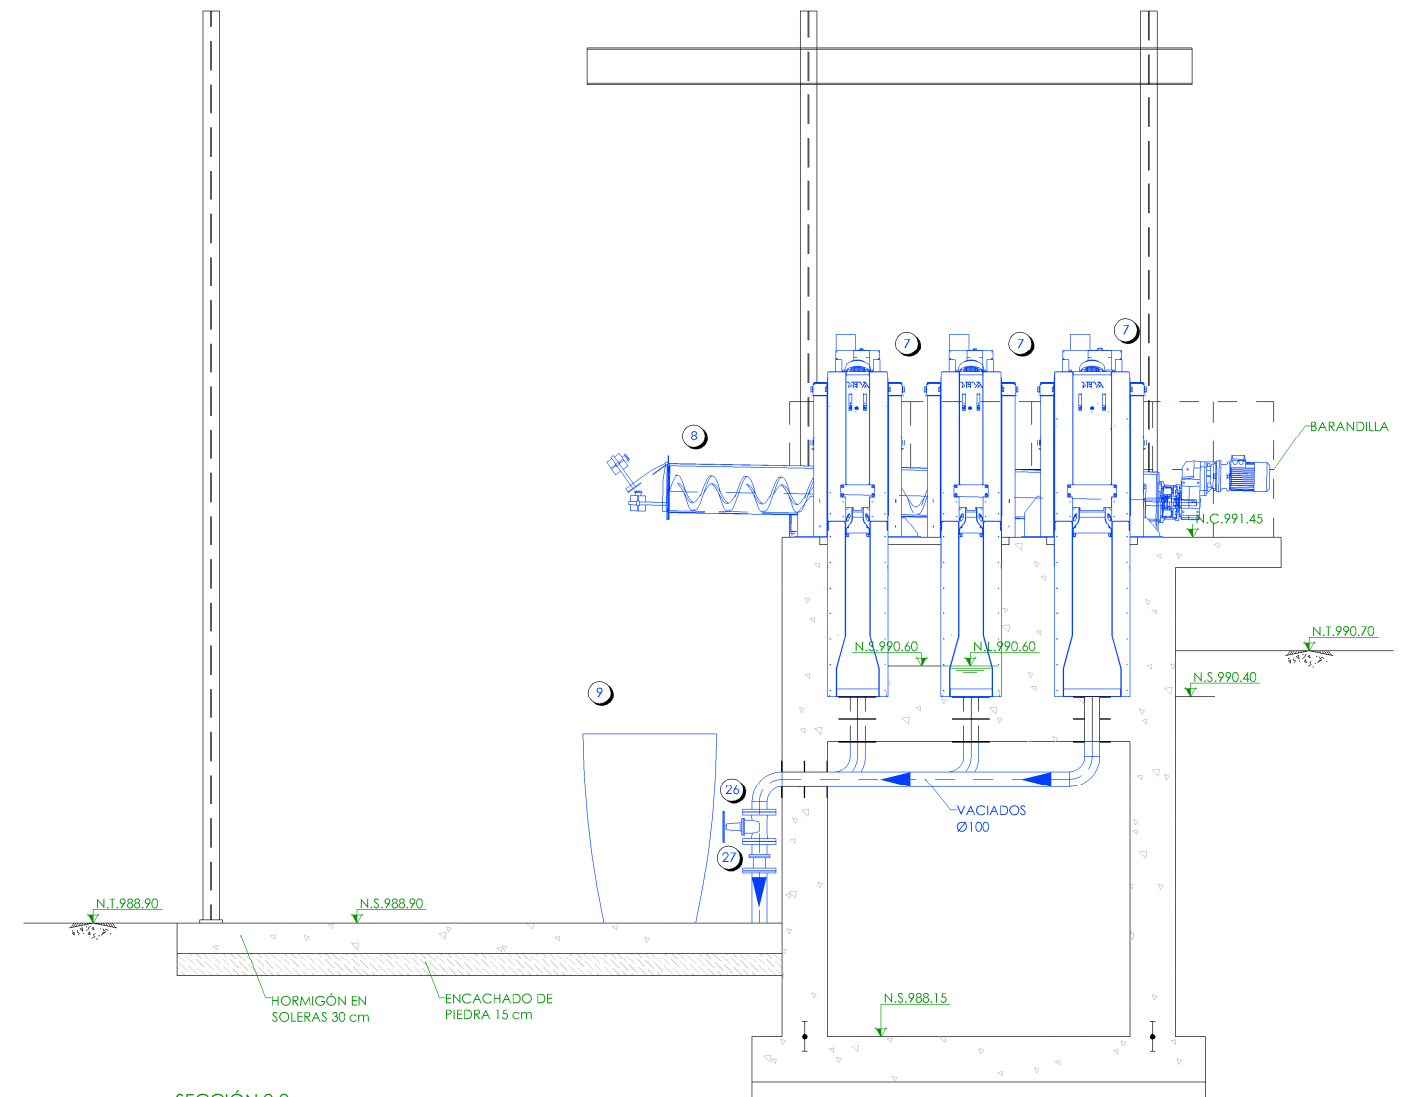 7
7
7
8
BARANDILLA
N.C.991.45
N.T.990.70
N.S.990.60
N.L.990.60
N.S.990.40
9
26
VACIADOS
Ø100
27
N.T.988.90
N.S.988.90
HORMIGÓN EN
SOLERAS 30 cm
ENCACHADO DE
PIEDRA 15 cm
N.S.988.15
SECCIÓN